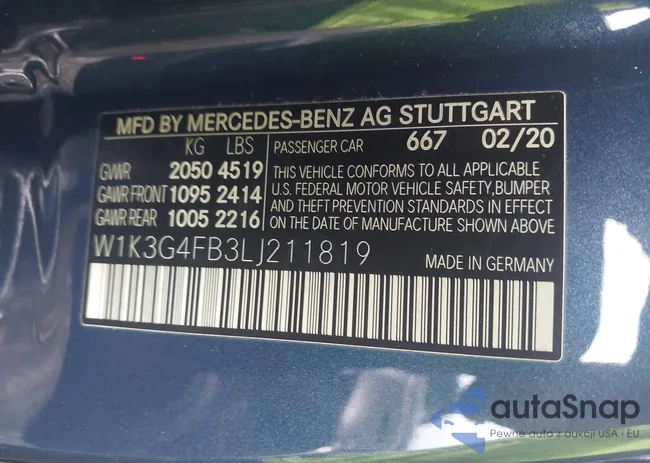 MFD BY MERCEDES-BENZ AG STUTTGART
KG LBS PASSENGER CAR 667 02/20
GVWR 2050 4519
GAWR FRONT 1095 2414
GAWR REAR 1005 2216
THIS VEHICLE CONFORMS TO ALL APPLICABLE
U.S. FEDERAL MOTOR VEHICLE SAFETY,BUMPER
AND THEFT PREVENTION STANDARDS IN EFFECT
ON THE DATE OF MANUFACTURE SHOWN ABOVE
W1K3G4FB3LJ211819 MADE IN GERMANY
autaSnap
Pewne auta z aukcji USA i EU